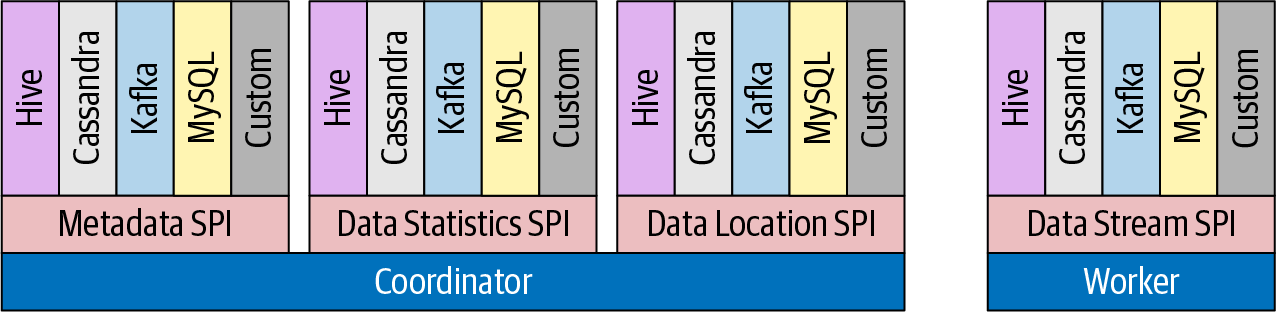 Hive
Cassandra
Kafka
MySQL
Custom
Metadata SPI
Hive
Cassandra
Kafka
MySQL
Custom
Data Statistics SPI
Hive
Cassandra
Kafka
MySQL
Custom
Data Location SPI
Coordinator
Hive
Cassandra
Kafka
MySQL
Custom
Data Stream SPI
Worker